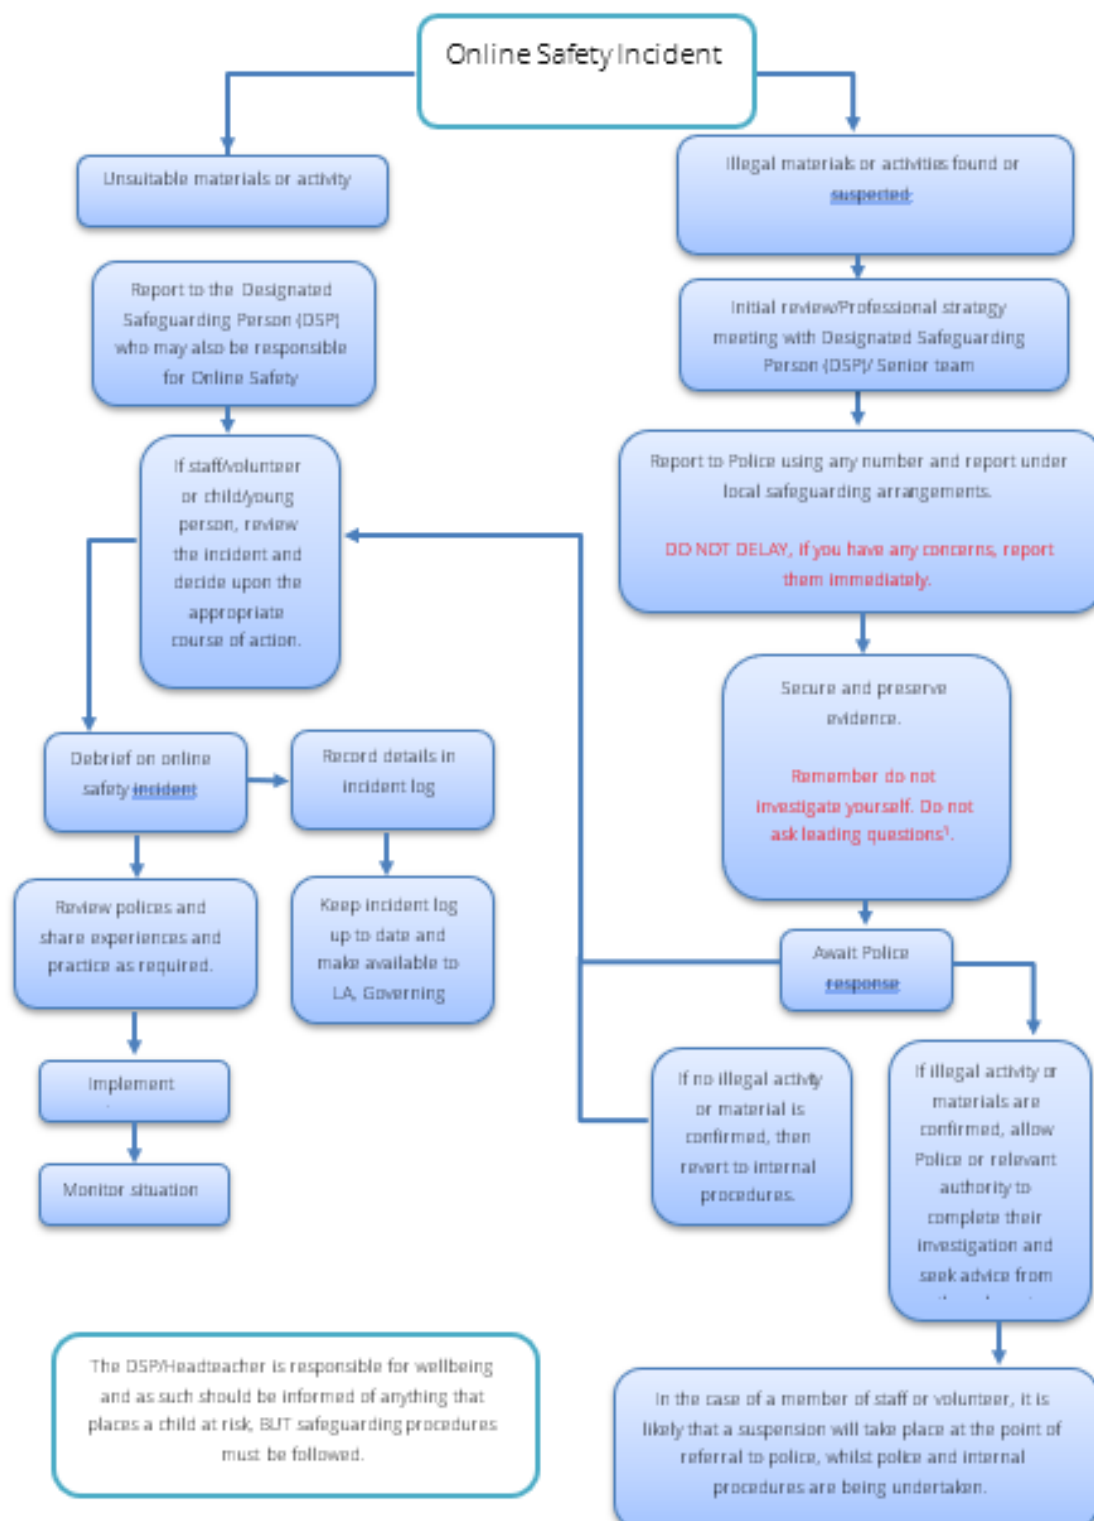 Online Safety Incident
Unsuitable materials or activity
Report to the Designated
Safeguarding Person (DSP)
who may also be responsible
for Online Safety
If staff/volunteer
or child/young
person, review
the incident and
decide upon the
appropriate
course of action.
Debrief on online
safety incident
Record details in
incident log
Review polices and
share experiences and
practice as required.
Keep incident log
up to date and
make available to
LA, Governing
Implement
Monitor situation
Illegal materials or activities found or
suspected
Initial review/Professional strategy
meeting with Designated Safeguarding
Person (DSP)/ Senior team
Report to Police using any number and report under
local safeguarding arrangements.
DO NOT DELAY, if you have any concerns, report
them immediately.
Secure and preserve
evidence.
Remember do not
investigate yourself. Do not
ask leading questions¹.
Await Police
response
If no illegal activity
or material is
confirmed, then
revert to internal
procedures.
If illegal activity or
materials are
confirmed, allow
Police or relevant
authority to
complete their
investigation and
seek advice from
In the case of a member of staff or volunteer, it is
likely that a suspension will take place at the point of
referral to police, whilst police and internal
procedures are being undertaken.
The DSP/Headteacher is responsible for wellbeing
and as such should be informed of anything that
places a child at risk, BUT safeguarding procedures
must be followed.